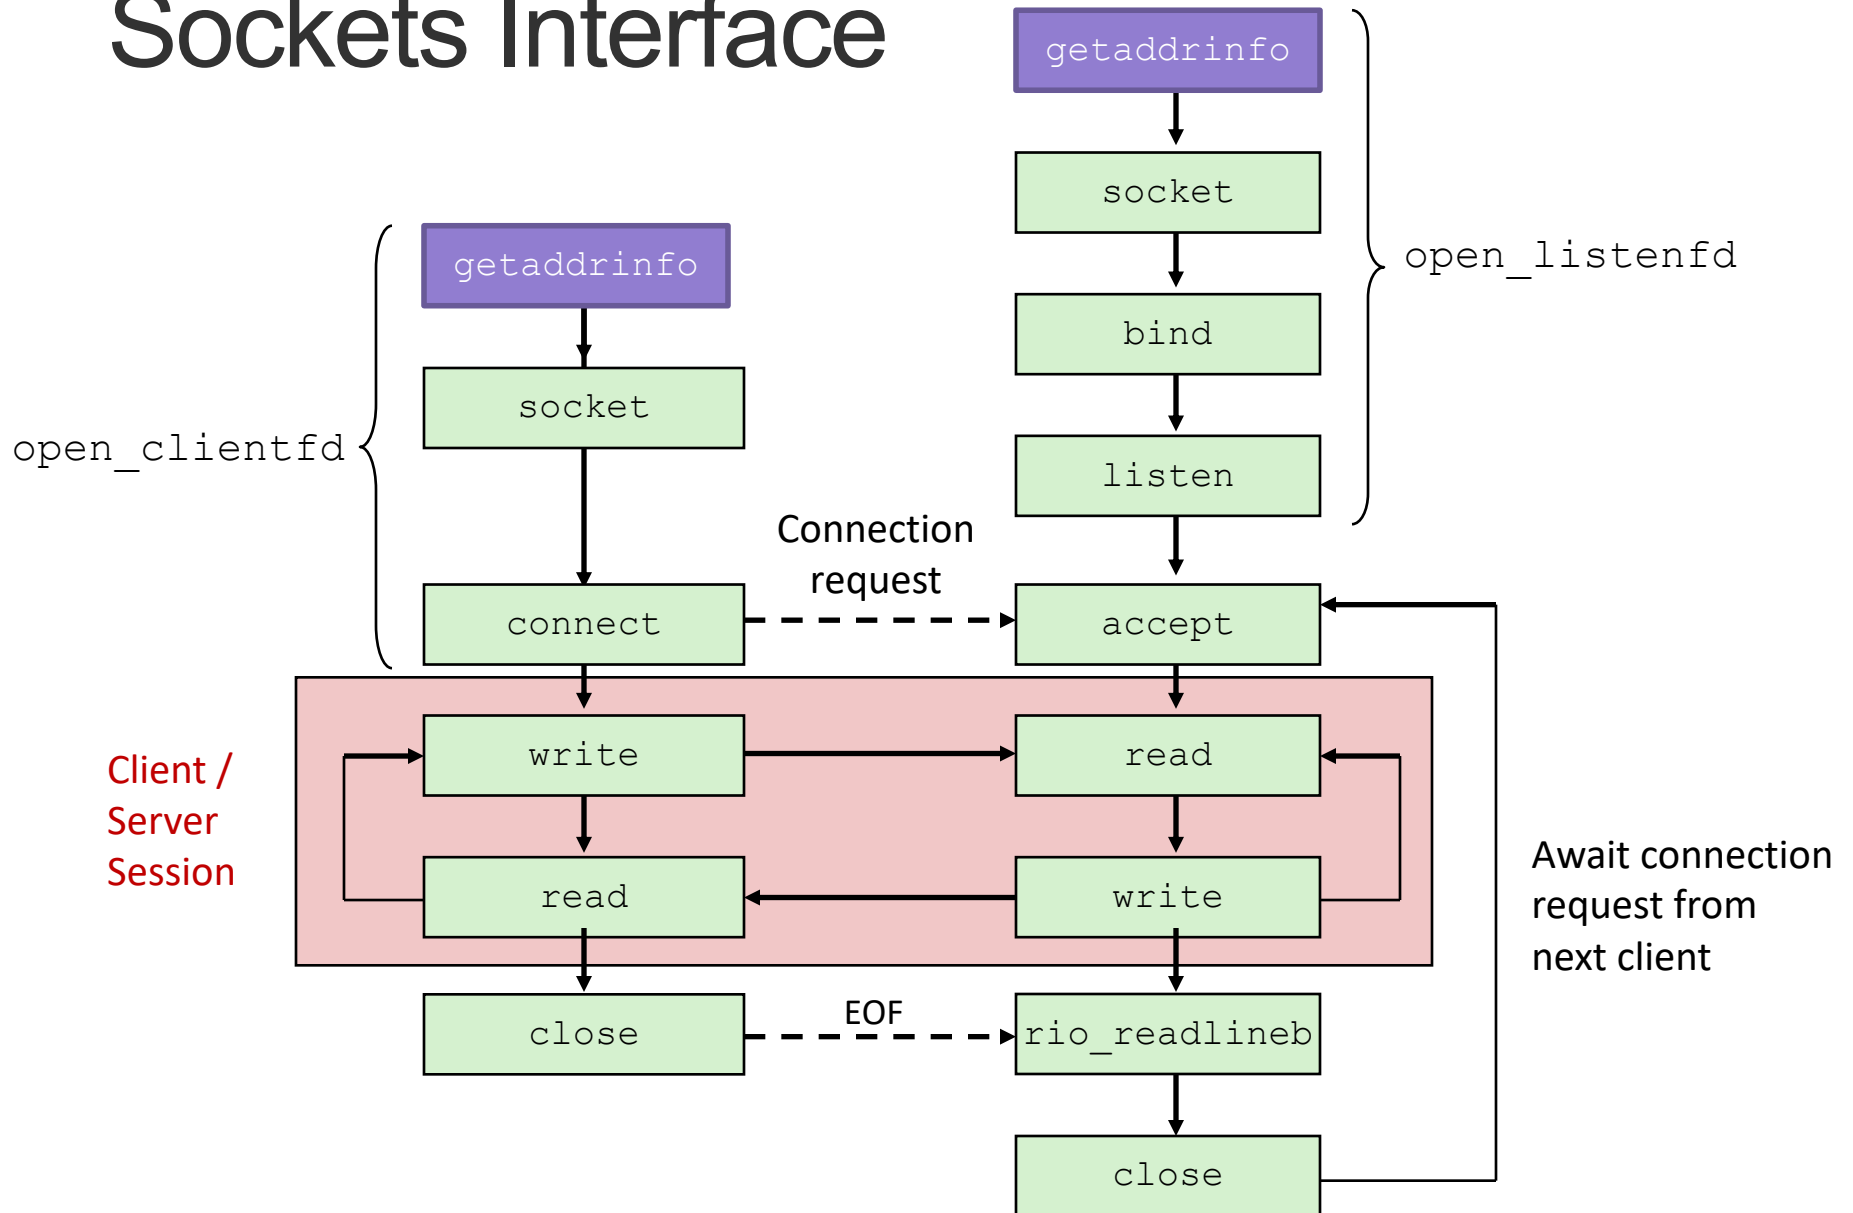 Sockets Interface
getaddrinfo
socket
bind
listen
open_listenfd
getaddrinfo
socket
open_clientfd
connect
Connection
request
accept
Client /
Server
Session
write
read
read
write
Await connection
request from
next client
close
EOF
rio_readlineb
close